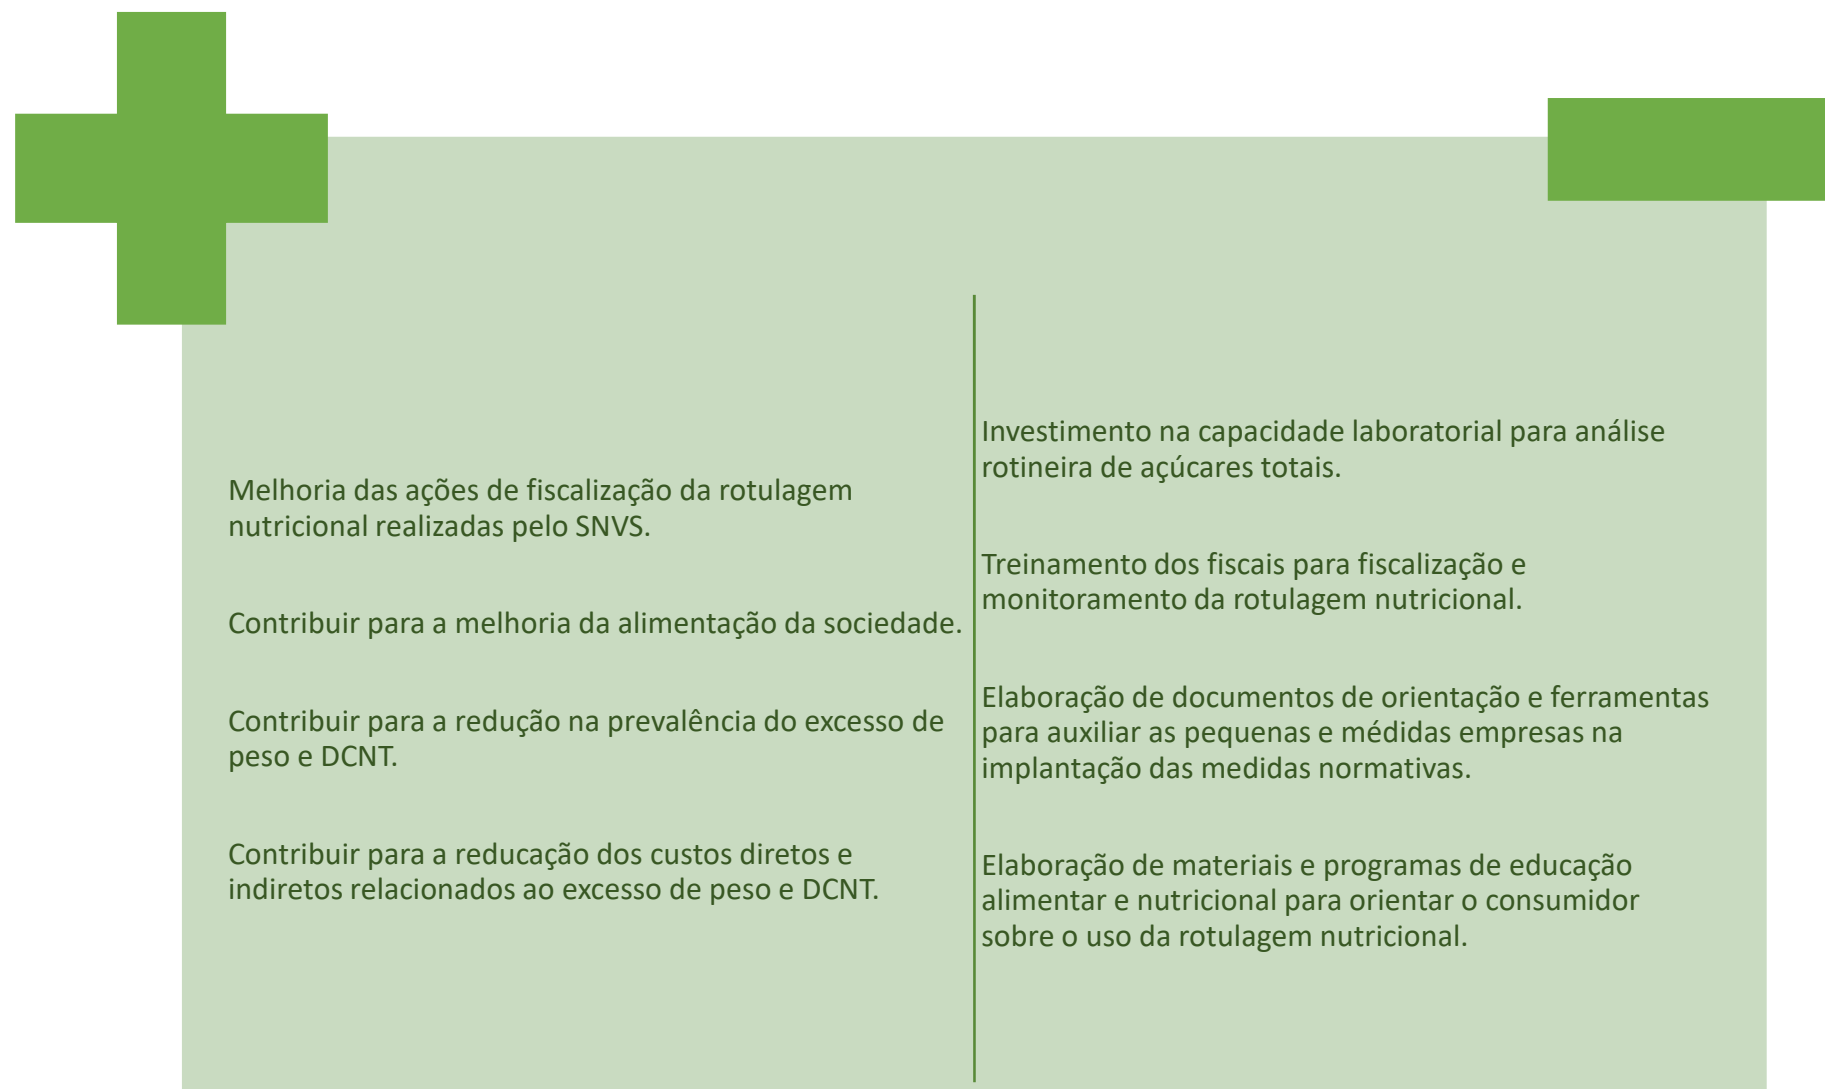 Melhoria das ações de fiscalização da rotulagem
nutricional realizadas pelo SNVS.
Contribuir para a melhoria da alimentação da sociedade.
Contribuir para a redução na prevalência do excesso de
peso e DCNT.
Contribuir para a reducação dos custos diretos e
indiretos relacionados ao excesso de peso e DCNT.
Investimento na capacidade laboratorial para análise
rotineira de açúcares totais.
Treinamento dos fiscais para fiscalização e
monitoramento da rotulagem nutricional.
Elaboração de documentos de orientação e ferramentas
para auxiliar as pequenas e médidas empresas na
implantação das medidas normativas.
Elaboração de materiais e programas de educação
alimentar e nutricional para orientar o consumidor
sobre o uso da rotulagem nutricional.